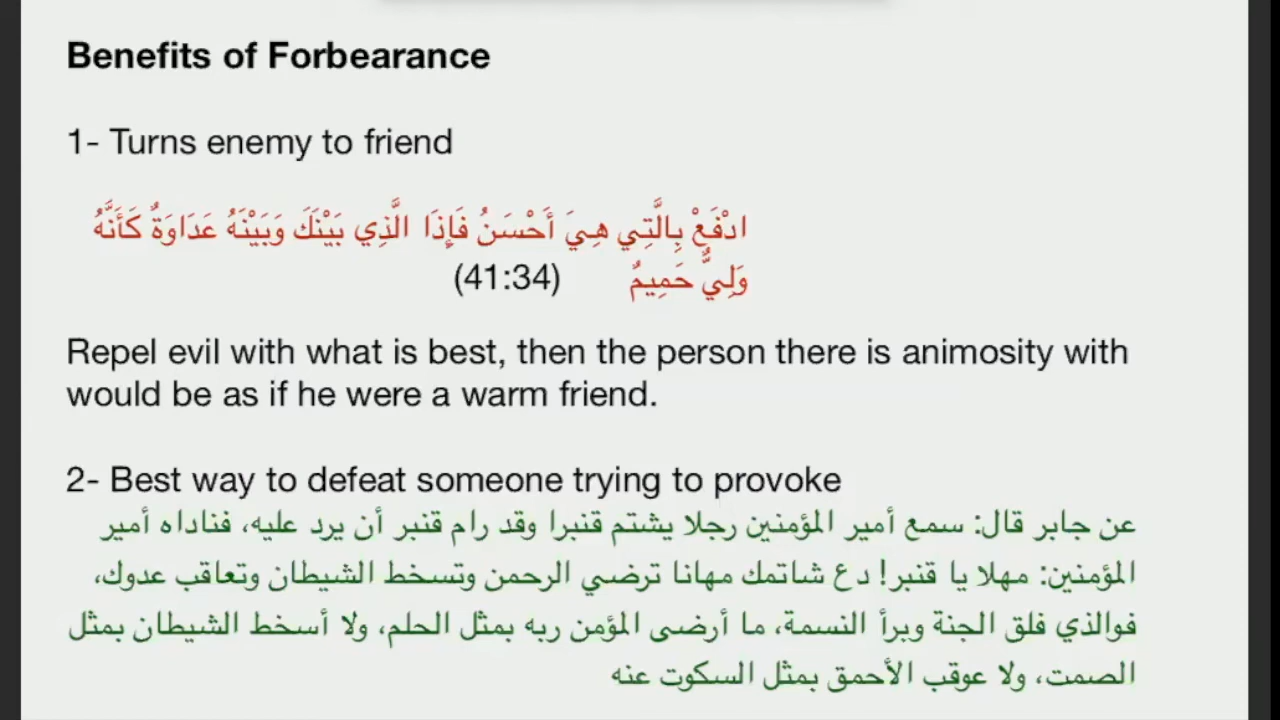 Benefits of Forbearance
1- Turns enemy to friend
ادْفَعْ بِالَّتِي هِيَ أَحْسَنُ فَإِذَا الَّذِي بَيْنَكَ وَبَيْنَهُ عَدَاوَةٌ كَأَنَّهُ
وَلِيٌّ حَمِيمٌ (41:34)
Repel evil with what is best, then the person there is animosity with
would be as if he were a warm friend.
2- Best way to defeat someone trying to provoke
عن جابر قال: سمع أمير المؤمنين رجلا يشتم قنبرا وقد رام قنبر أن يرد عليه، فناداه أمير
المؤمنين: مهلا يا قنبر! دع شاتمك مهانا ترضي الرحمن وتسخط الشيطان وتعاقب عدوك،
فوالذي فلق الجنة وبرأ النسمة، ما أرضى المؤمن ربه بمثل الحلم، ولا أسخط الشيطان بمثل
الصمت، ولا عوقب الأحمق بمثل السكوت عنه